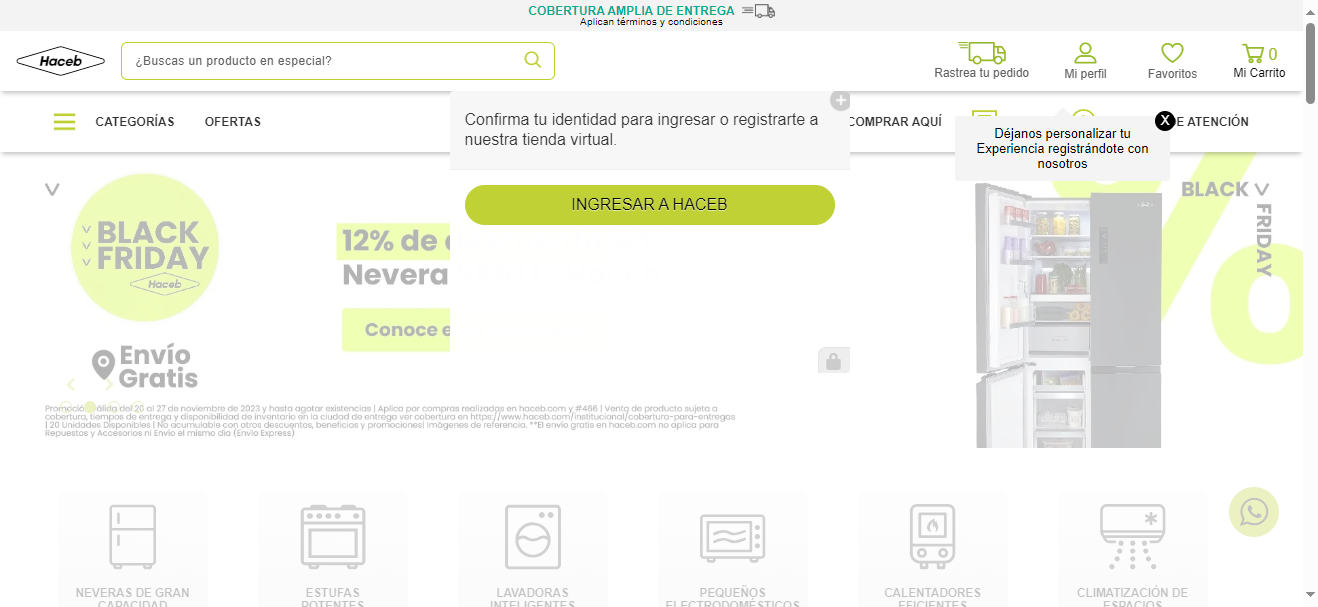 COBERTURA AMPLIA DE ENTREGA
Aplican términos y condiciones
Haceb
¿Buscas un producto en especial?
Rastrea tu pedido
Mi perfil
Favoritos
0
Mi Carrito
CATEGORÍAS
OFERTAS
COMPRAR AQUÍ
E ATENCIÓN
Confirma tu identidad para ingresar o registrarte a
nuestra tienda virtual.
INGRESAR A HACEB
X
Déjanos personalizar tu
Experiencia registrándote con
nosotros
BLACK
FRIDAY
Haceb
Envío
Gratis
12% de
Nevera
Conoce e
BLACK
FRIDAY
%
Promoción válida del 20 al 27 de noviembre de 2023 y hasta agotar existencias | Aplica por compras realizadas en haceb.com y #466 | Venta de producto sujeta a
cobertura, tiempos de entrega y disponibilidad de inventario en la ciudad de entrega ver cobertura en https://www.haceb.com/institucional/cobertura-para-entregas
| 20 Unidades Disponibles | No acumulable con otros descuentos, beneficios y promociones| Imágenes de referencia. **El envío gratis en haceb.com no aplica para
Repuestos y Accesorios ni Envío el mismo día (Envío Express)
NEVERAS DE GRAN
CAPACIDAD
ESTUFAS
POTENTES
LAVADORAS
INTELIGENTES
PEQUEÑOS
ELECTRODOMÉSTICOS
CALENTADORES
EFICIENTES
CLIMATIZACIÓN DE
ESPACIOS